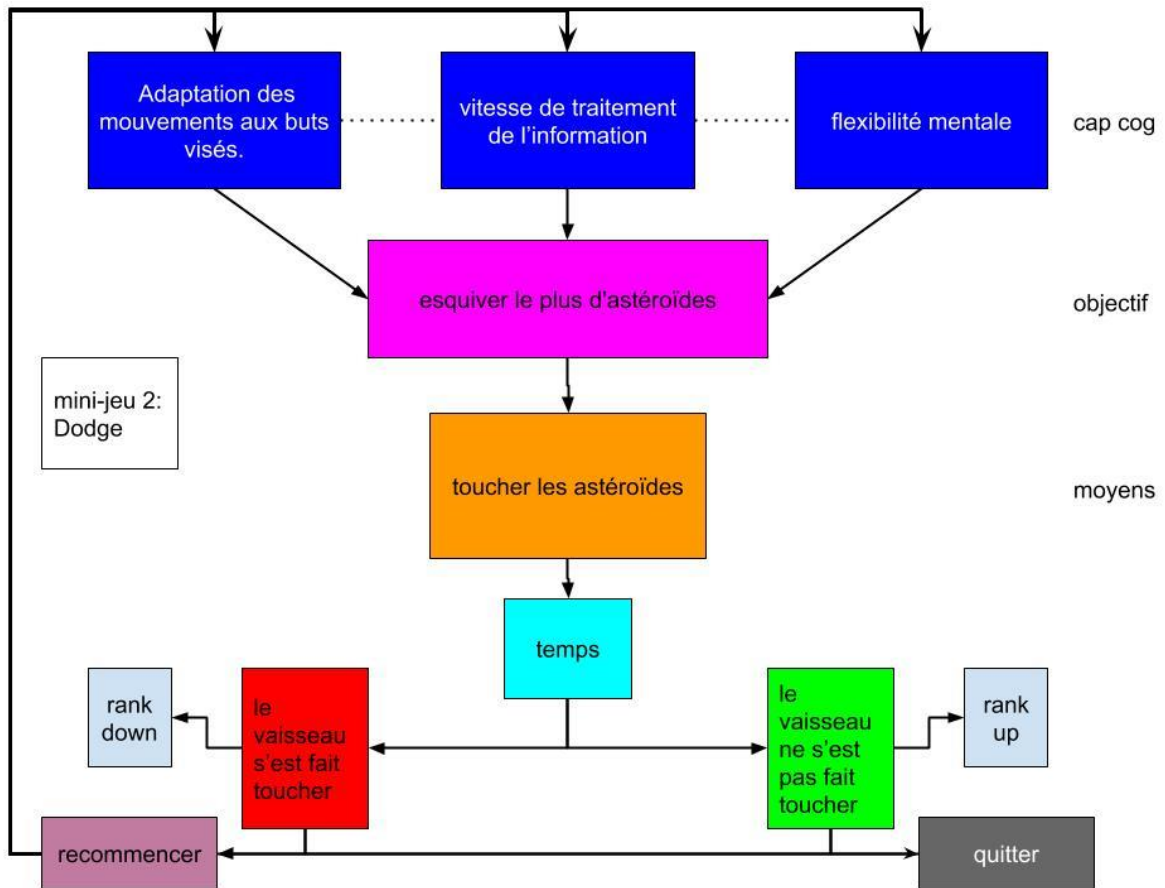 Adaptation des
mouvements aux buts
visés.
vitesse de traitement
de l'information
flexibilité mentale
cap cog
esquiver le plus d'astéroïdes
objectif
mini-jeu 2:
Dodge
toucher les astéroïdes
moyens
temps
rank
down
le
vaisseau
s'est fait
toucher
le
vaisseau
ne s'est
pas fait
toucher
rank
up
recommencer
quitter